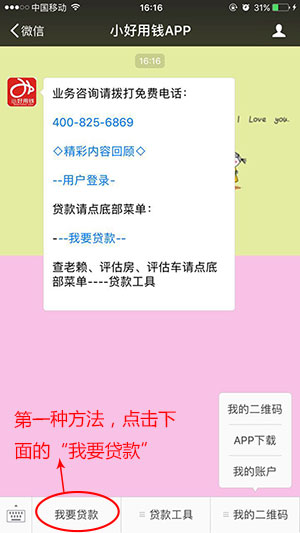 中国移动
16:16
31%
微信
小好用钱APP
16:16
小好用钱
业务咨询请拨打免费电话：
400-825-6869
◇精彩内容回顾◇
--用户登录-
贷款请点底部菜单：
---我要贷款--
查老赖、评估房、评估车请点底
部菜单----贷款工具
I Love you.
第一种方法，点击下
面的“我要贷款”
我的二维码
APP下载
我的账户
我要贷款
贷款工具
我的二维码